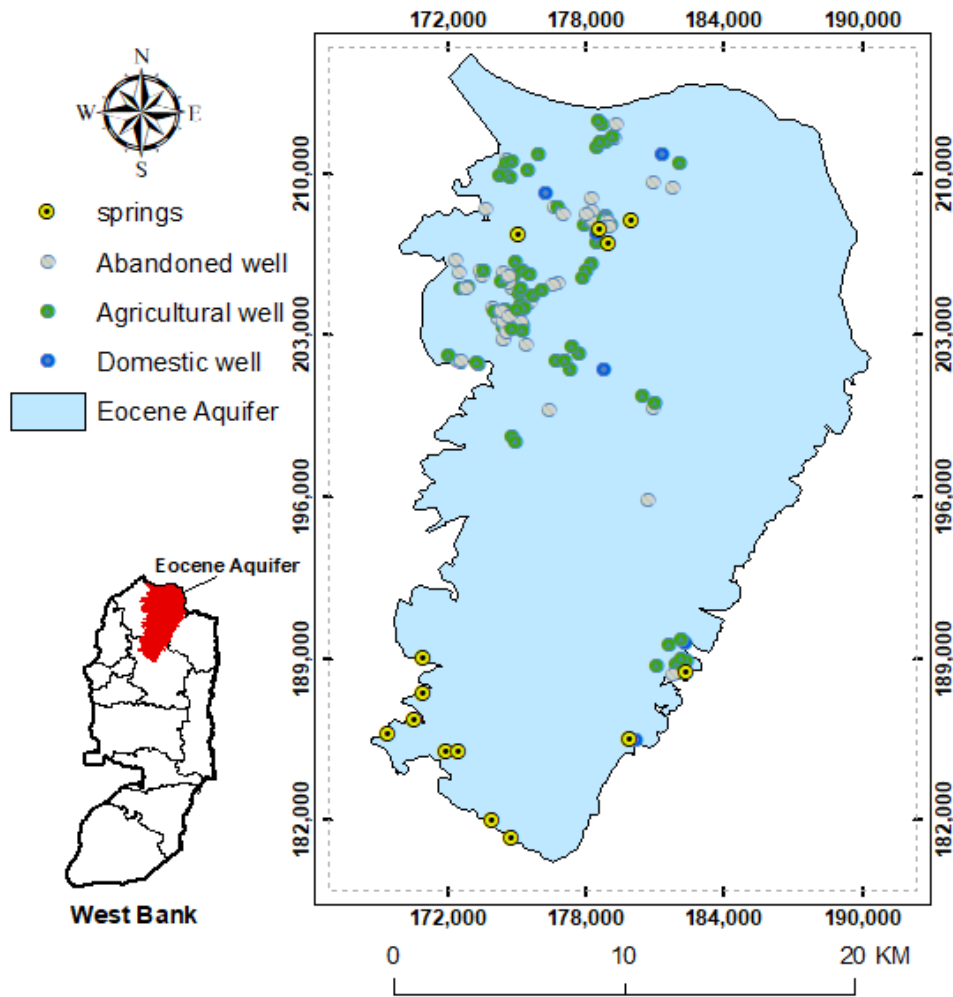 172,000 178,000 184,000 190,000
N
W E
S
springs
Abandoned well
Agricultural well
Domestic well
Eocene Aquifer
210,000 210,000
203,000 203,000
196,000 196,000
189,000 189,000
182,000 182,000
Eocene Aquifer
West Bank
172,000 178,000 184,000 190,000
0 10 20 KM